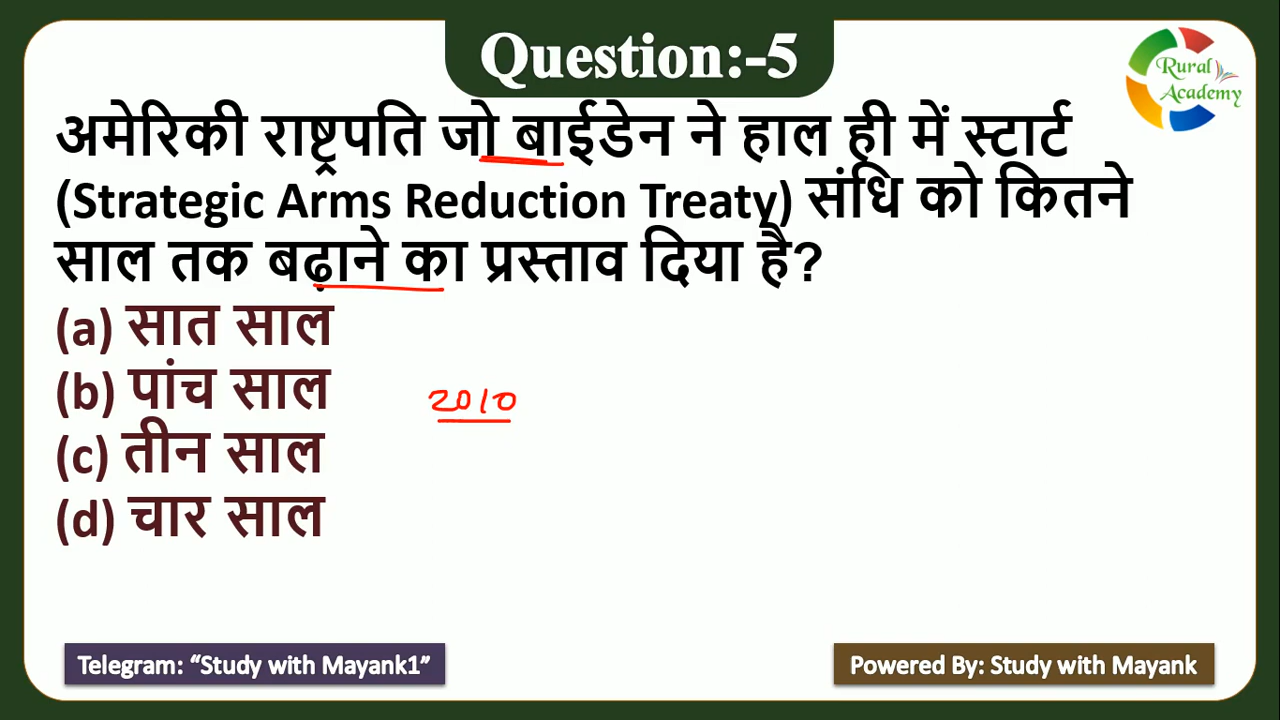 Question:-5
Rural
Academy
अमेरिकी राष्ट्रपति जो बाईडेन ने हाल ही में स्टार्ट
(Strategic Arms Reduction Treaty) संधि को कितने
साल तक बढ़ाने का प्रस्ताव दिया है?
(a) सात साल
(b) पांच साल
2010
(c) तीन साल
(d) चार साल
Telegram: “Study with Mayank1”
Powered By: Study with Mayank